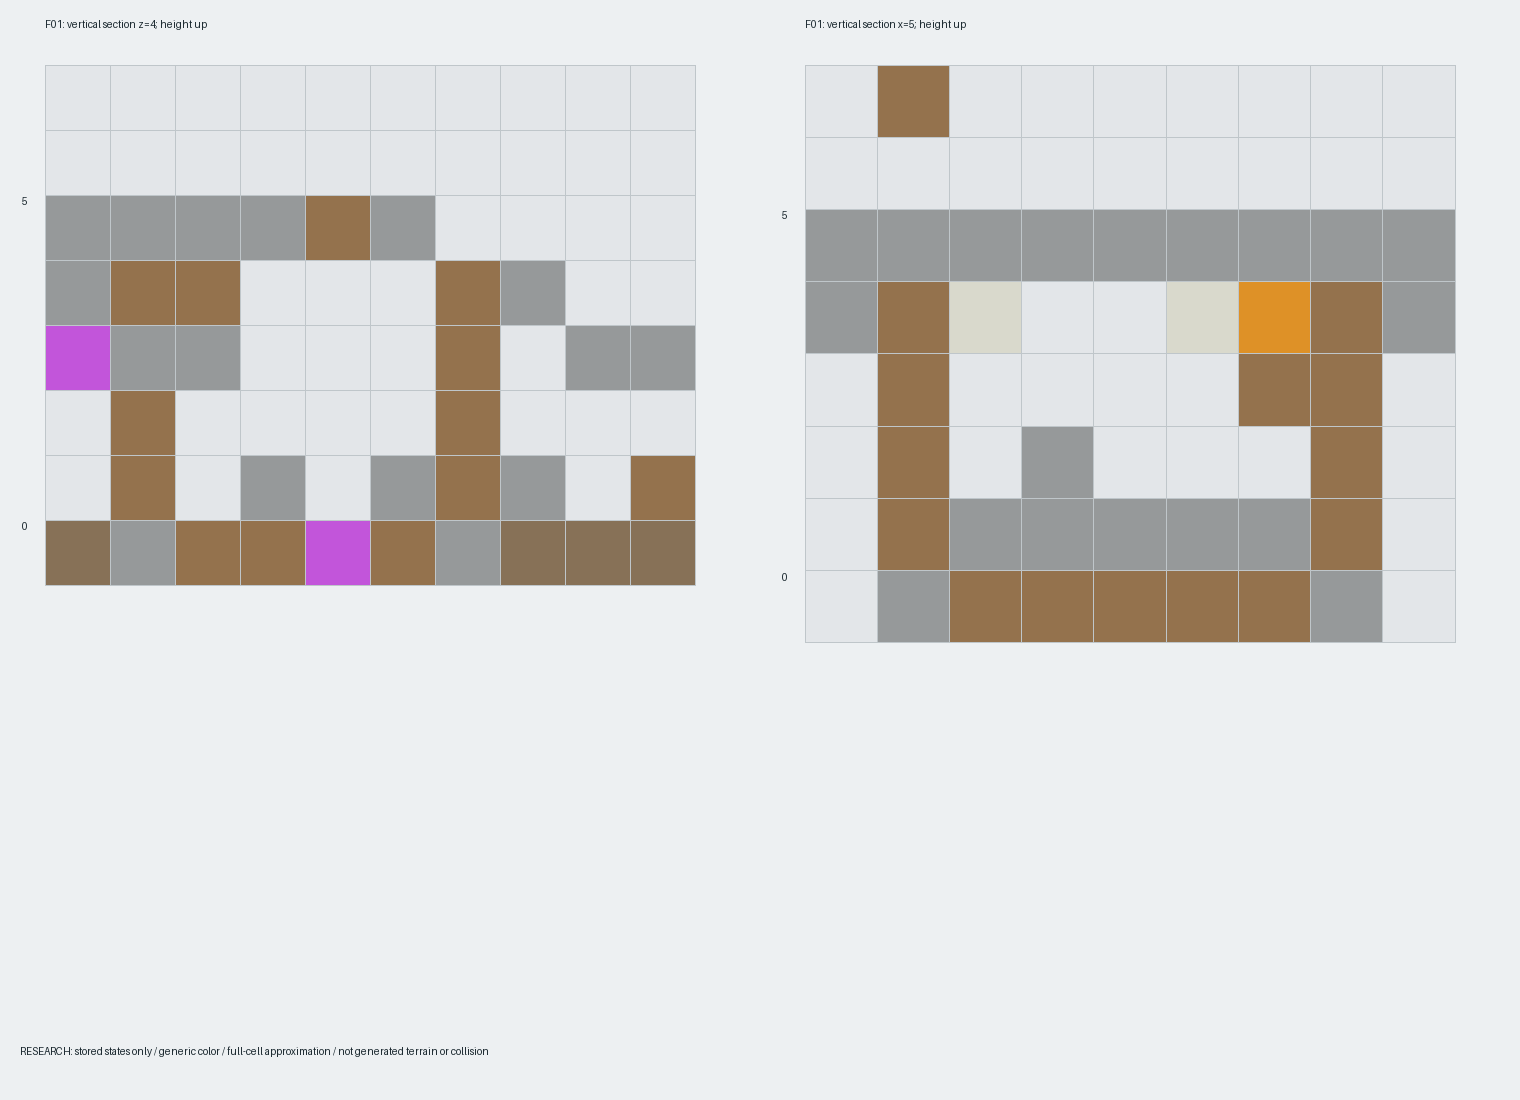 F01: vertical section z=4; height up
F01: vertical section x=5; height up
5
5
0
0
RESEARCH: stored states only / generic color / full-cell approximation / not generated terrain or collision